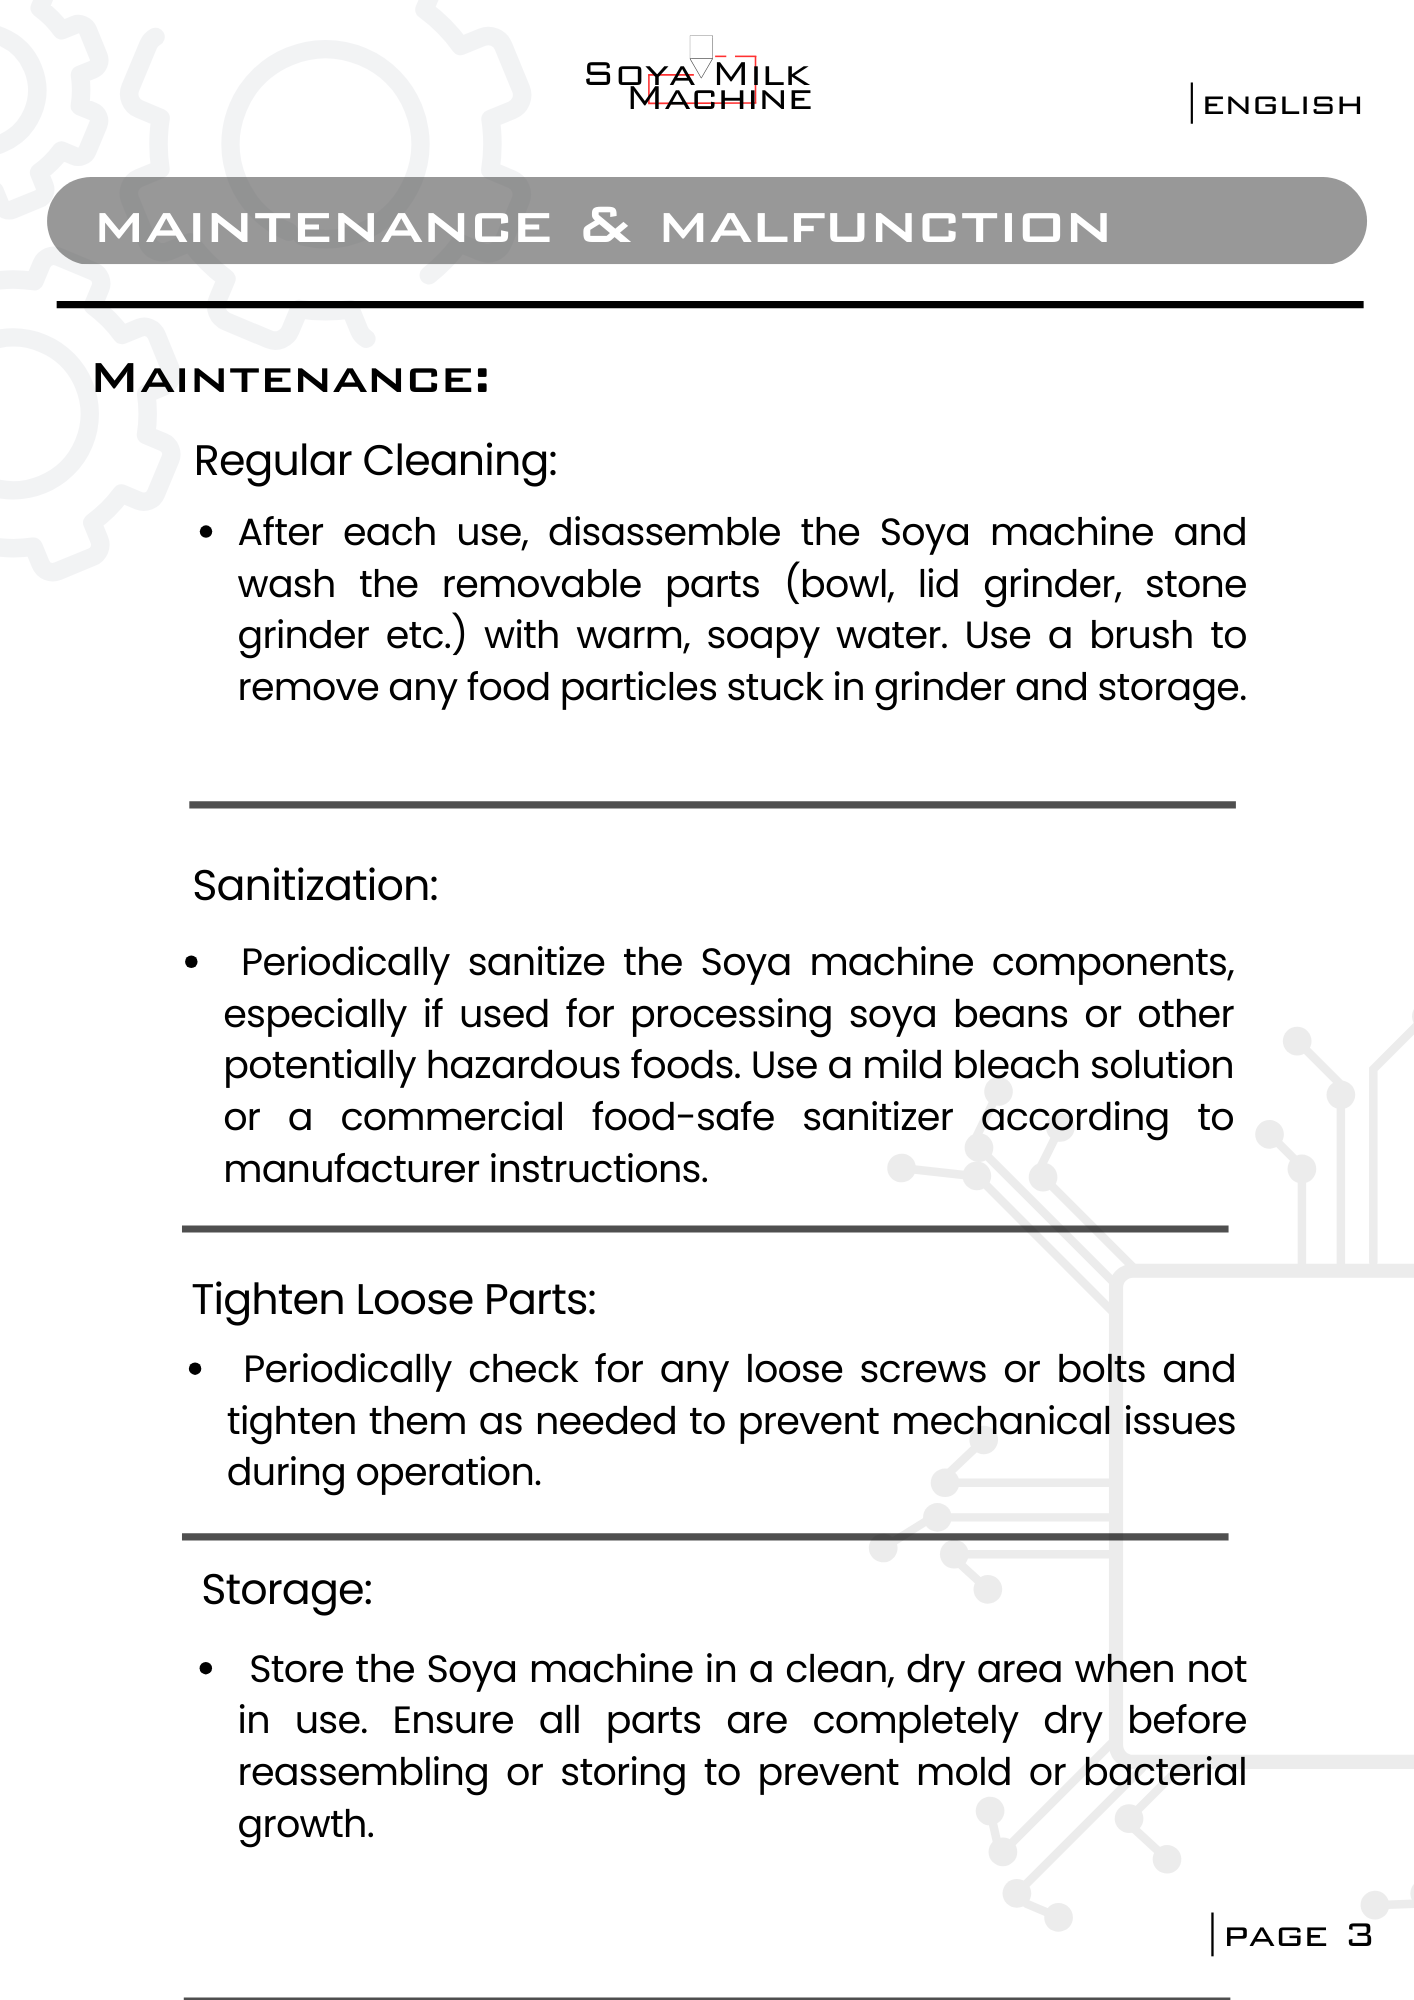 SOYA MILK
MACHINE
ENGLISH
MAINTENANCE & MALFUNCTION
MAINTENANCE:
Regular Cleaning:
• After each use, disassemble the Soya machine and
wash the removable parts (bowl, lid grinder, stone
grinder etc.) with warm, soapy water. Use a brush to
remove any food particles stuck in grinder and storage.
Sanitization:
• Periodically sanitize the Soya machine components,
especially if used for processing soya beans or other
potentially hazardous foods. Use a mild bleach solution
or a commercial food-safe sanitizer according to
manufacturer instructions.
Tighten Loose Parts:
• Periodically check for any loose screws or bolts and
tighten them as needed to prevent mechanical issues
during operation.
Storage:
• Store the Soya machine in a clean, dry area when not
in use. Ensure all parts are completely dry before
reassembling or storing to prevent mold or bacterial
growth.
PAGE 3